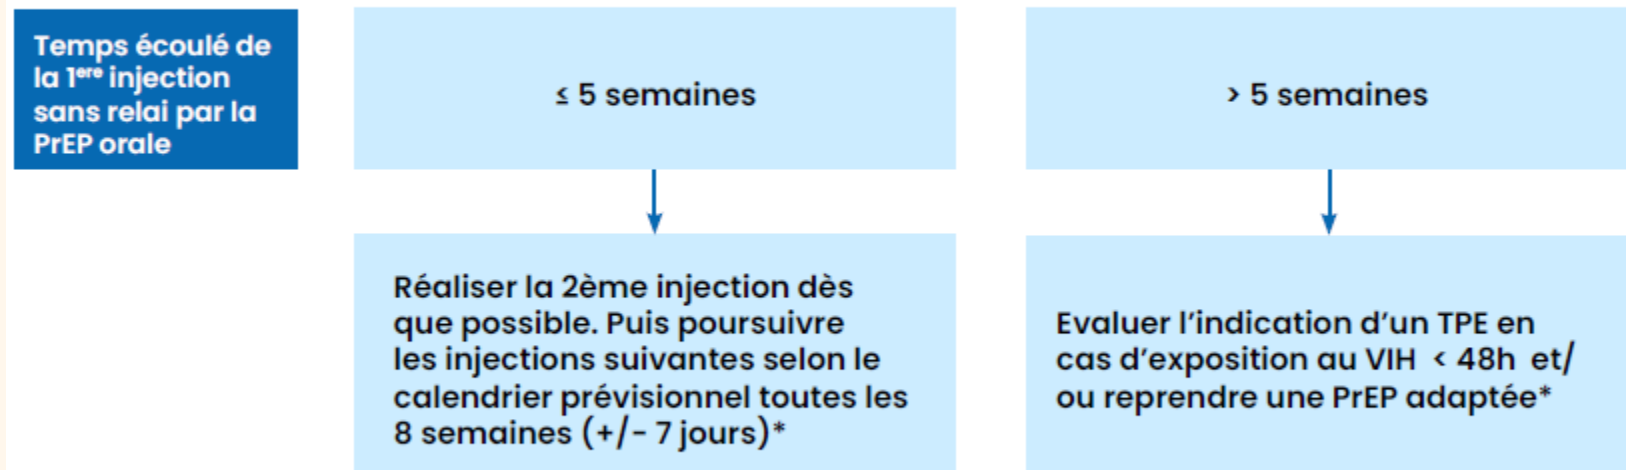 Temps écoulé de
la 1ere injection
sans relai par la
PrEP orale
≤ 5 semaines
> 5 semaines
Réaliser la 2ème injection dès
que possible. Puis poursuivre
les injections suivantes selon le
calendrier prévisionnel toutes les
8 semaines (+/- 7 jours)*
Evaluer l’indication d’un TPE en
cas d’exposition au VIH < 48h et/
ou reprendre une PrEP adaptée*